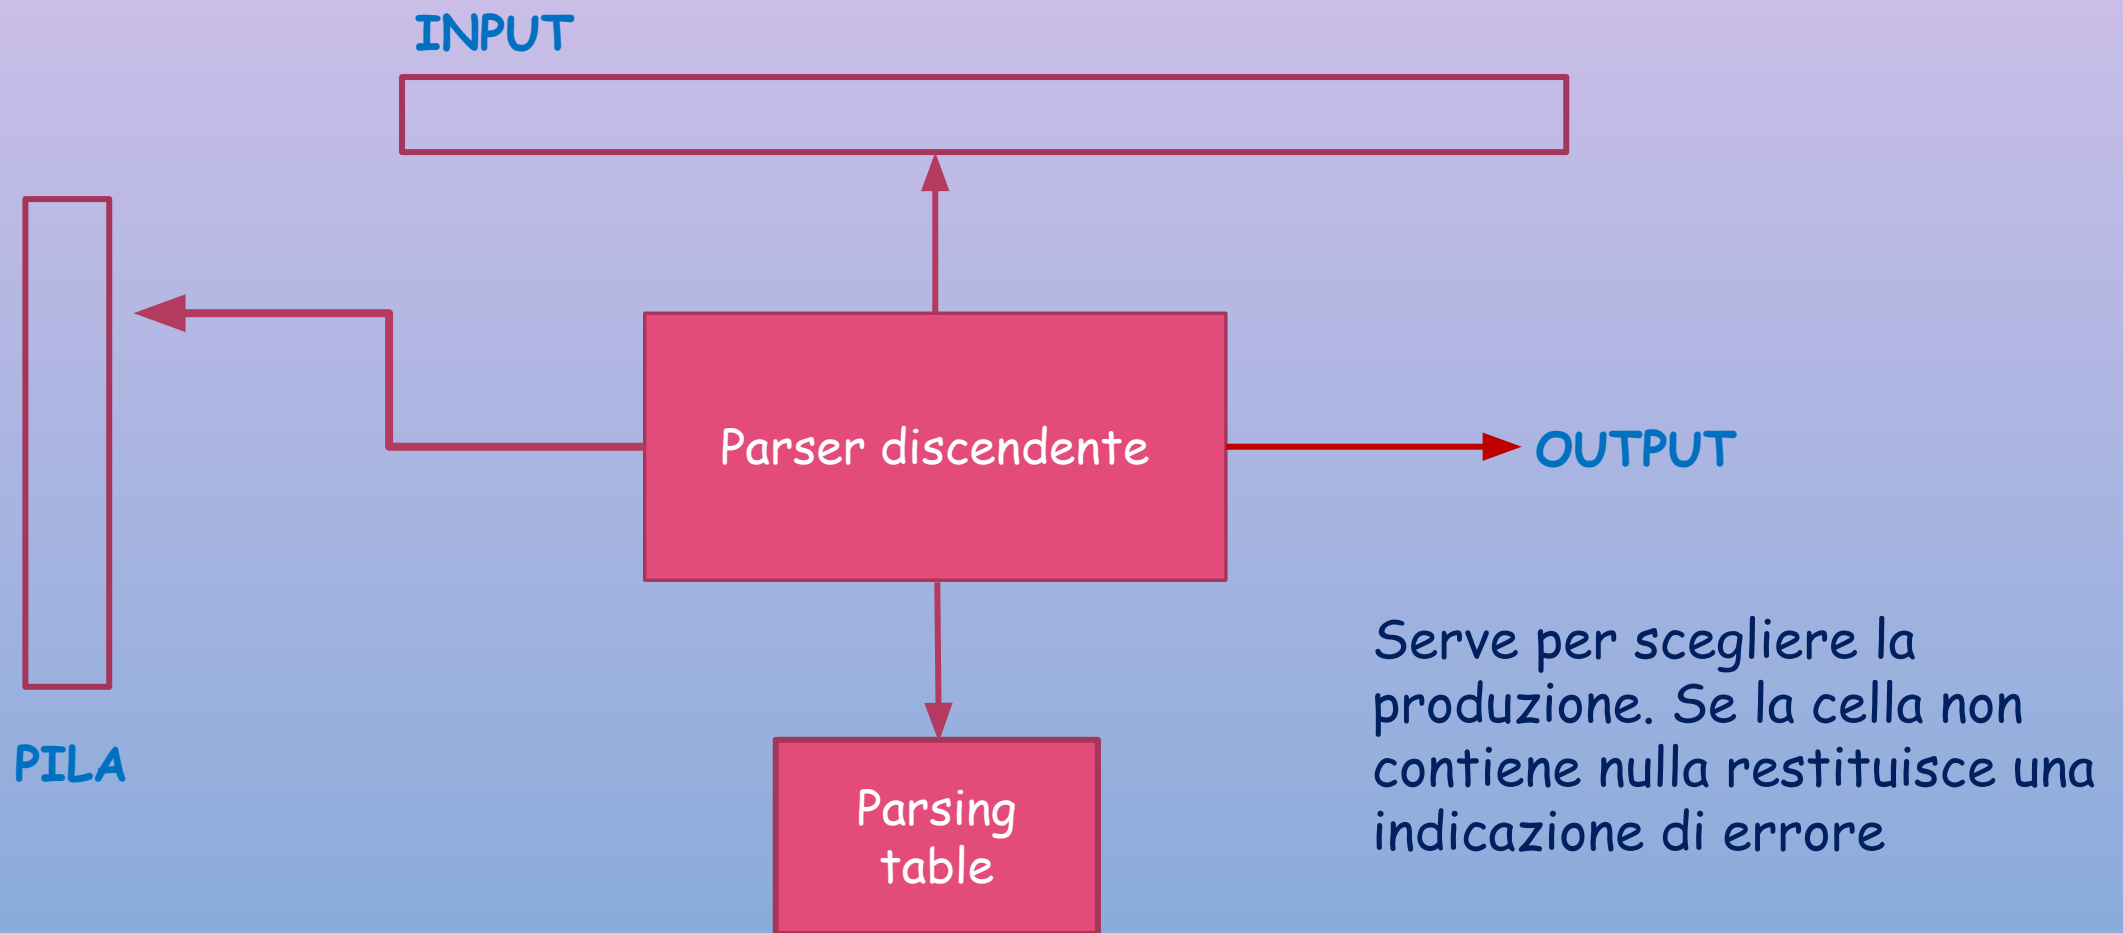 INPUT
Parser discendente
OUTPUT
Serve per scegliere la
produzione. Se la cella non
contiene nulla restituisce una
indicazione di errore
PILA
Parsing
table